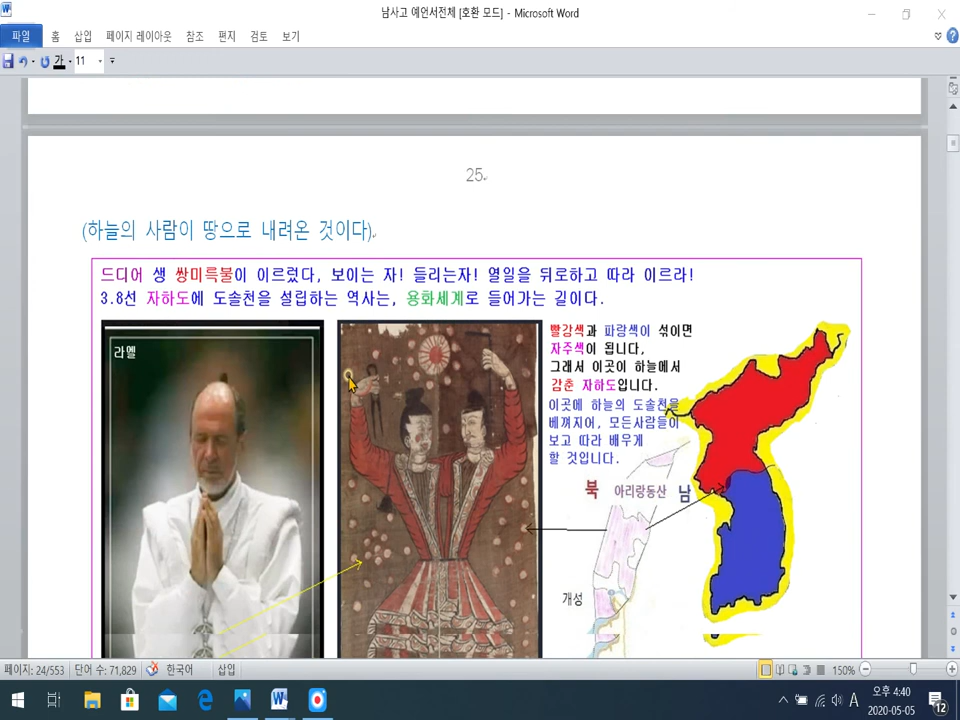 남사고 예언서전체 [호환 모드] - Microsoft Word
파일 홈 삽입 페이지 레이아웃 참조 편지 검토 보기
가 11
25
(하늘의 사람이 땅으로 내려온 것이다)
드디어 생 쌍미륵불이 이르렀다, 보이는 자! 들리는자! 열일을 뒤로하고 따라 이르라!
3.8선 자하도에 도솔천을 설립하는 역사는, 용화세계로 들어가는 길이다.
라엘
빨강색과 파랑색이 섞이면
자주색이 됩니다,
그래서 이곳이 하늘에서
감춘 자하도입니다.
이곳에 하늘의 도솔천을
베껴지어, 모든사람들이
보고 따라 배우게
할 것입니다.
북 아리랑동산 남
개성
페이지: 24/553 단어 수: 71,829 한국어 삽입 150%
A 오후 4:40
2020-05-05 12